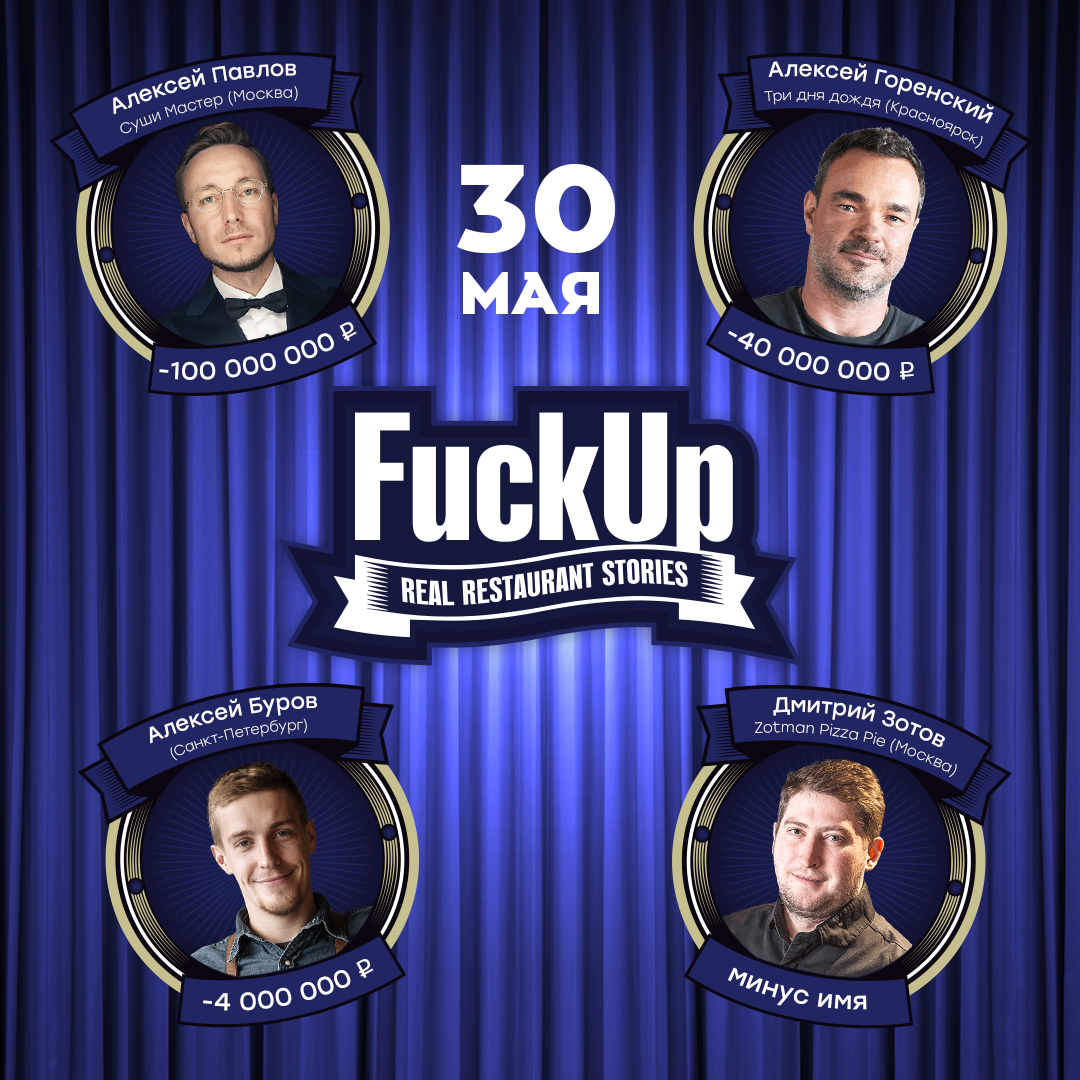 Алексей Павлов
Суши Мастер (Москва)
-100 000 000 ₽
30
МАЯ
Алексей Горенский
Три дня дождя (Красноярск)
-40 000 000 ₽
FuckUp
REAL RESTAURANT STORIES
Алексей Буров
(Санкт-Петербург)
-4 000 000 ₽
Дмитрий Зотов
Zotman Pizza Pie (Москва)
минус имя